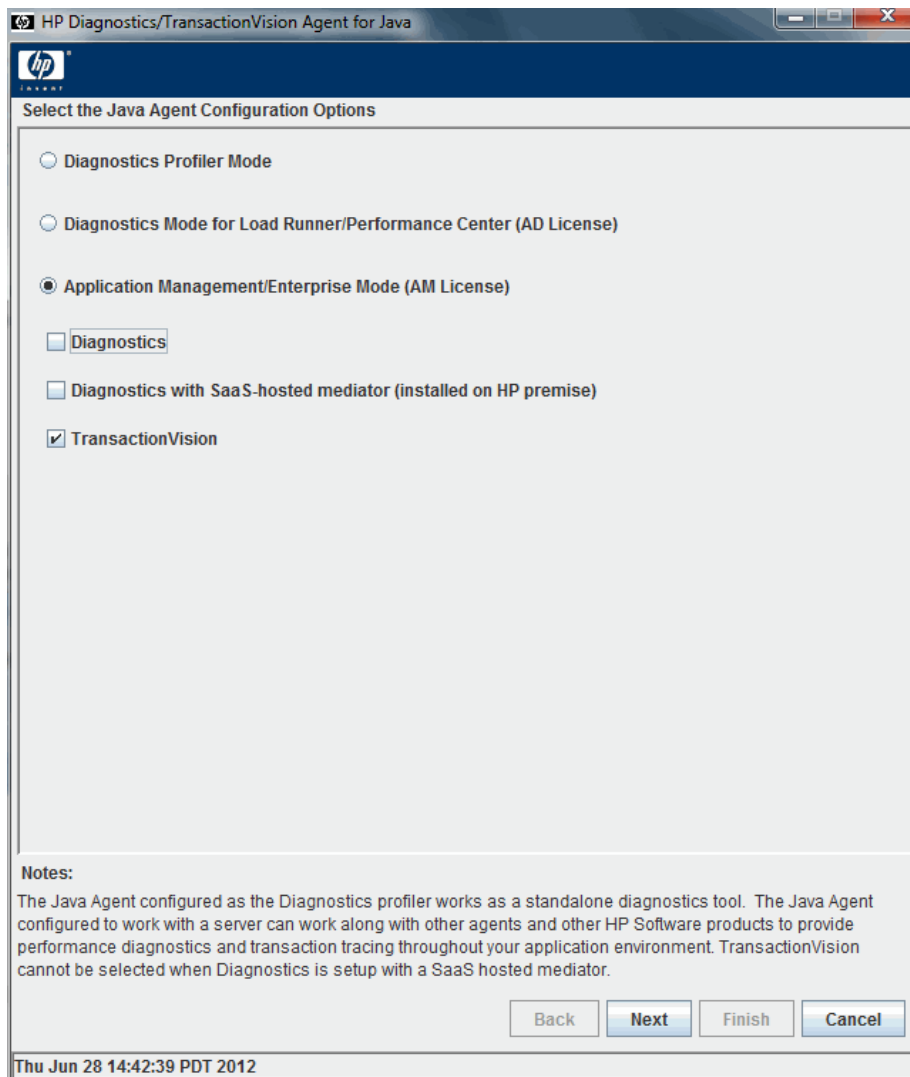 HP Diagnostics/TransactionVision Agent for Java
hp
invent
Select the Java Agent Configuration Options
Diagnostics Profiler Mode
Diagnostics Mode for Load Runner/Performance Center (AD License)
Application Management/Enterprise Mode (AM License)
Diagnostics
Diagnostics with SaaS-hosted mediator (installed on HP premise)
TransactionVision
Notes:
The Java Agent configured as the Diagnostics profiler works as a standalone diagnostics tool.  The Java Agent
configured to work with a server can work along with other agents and other HP Software products to provide
performance diagnostics and transaction tracing throughout your application environment. TransactionVision
cannot be selected when Diagnostics is setup with a SaaS hosted mediator.
Back Next Finish Cancel
Thu Jun 28 14:42:39 PDT 2012